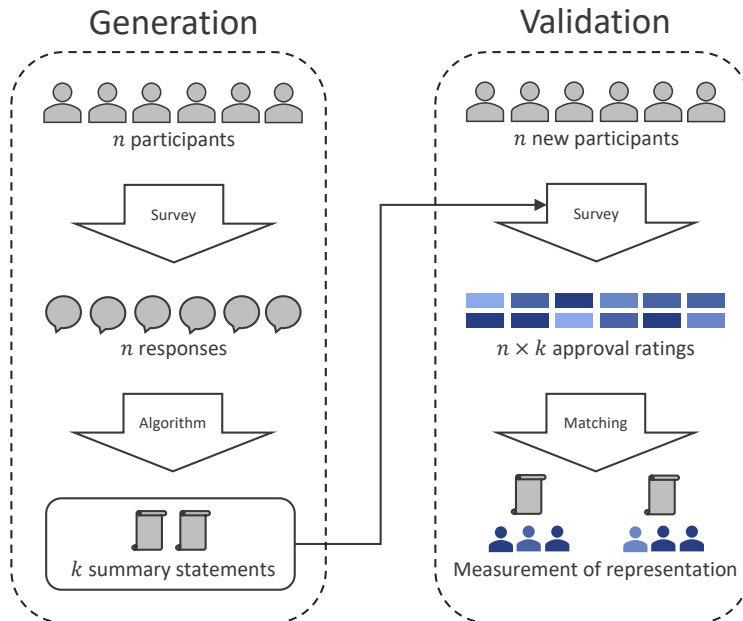 Generation
n participants
Survey
n responses
Algorithm
k summary statements
Validation
n new participants
Survey
n × k approval ratings
Matching
Measurement of representation